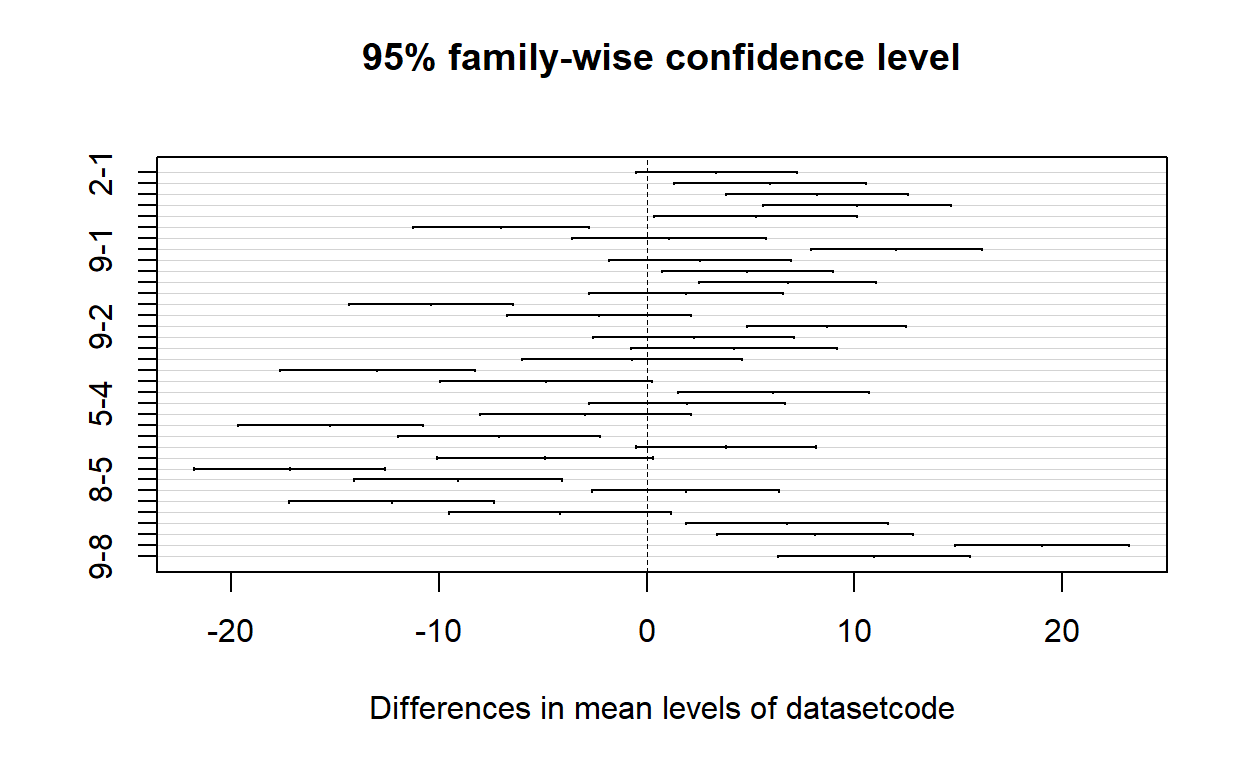 95% family-wise confidence level
2-1
9-1
9-2
5-4
8-5
9-8
-20 -10 0 10 20
Differences in mean levels of datasetcode